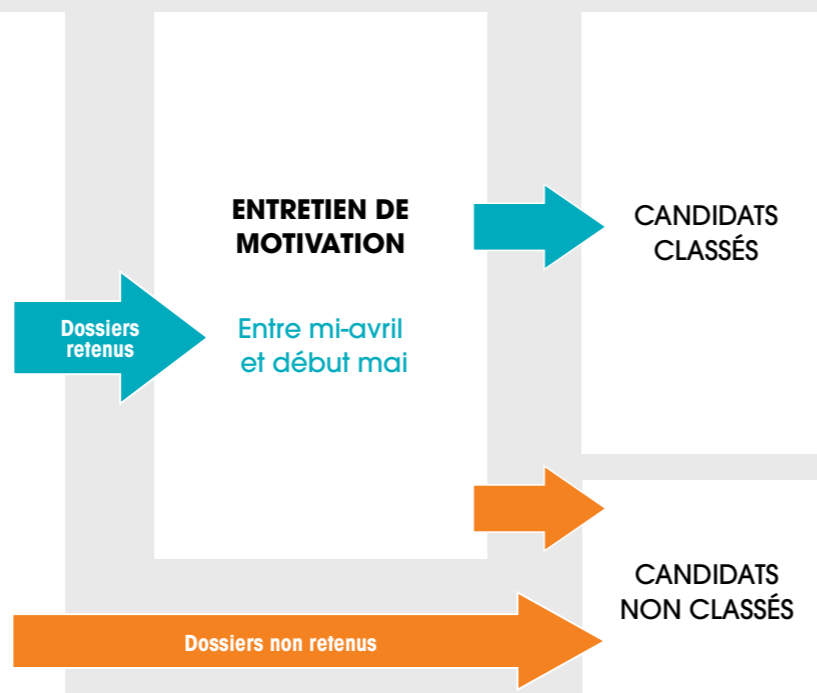 ENTRETIEN DE
MOTIVATION
Entre mi-avril
et début mai
Dossiers
retenus
CANDIDATS
CLASSÉS
CANDIDATS
NON CLASSÉS
Dossiers non retenus